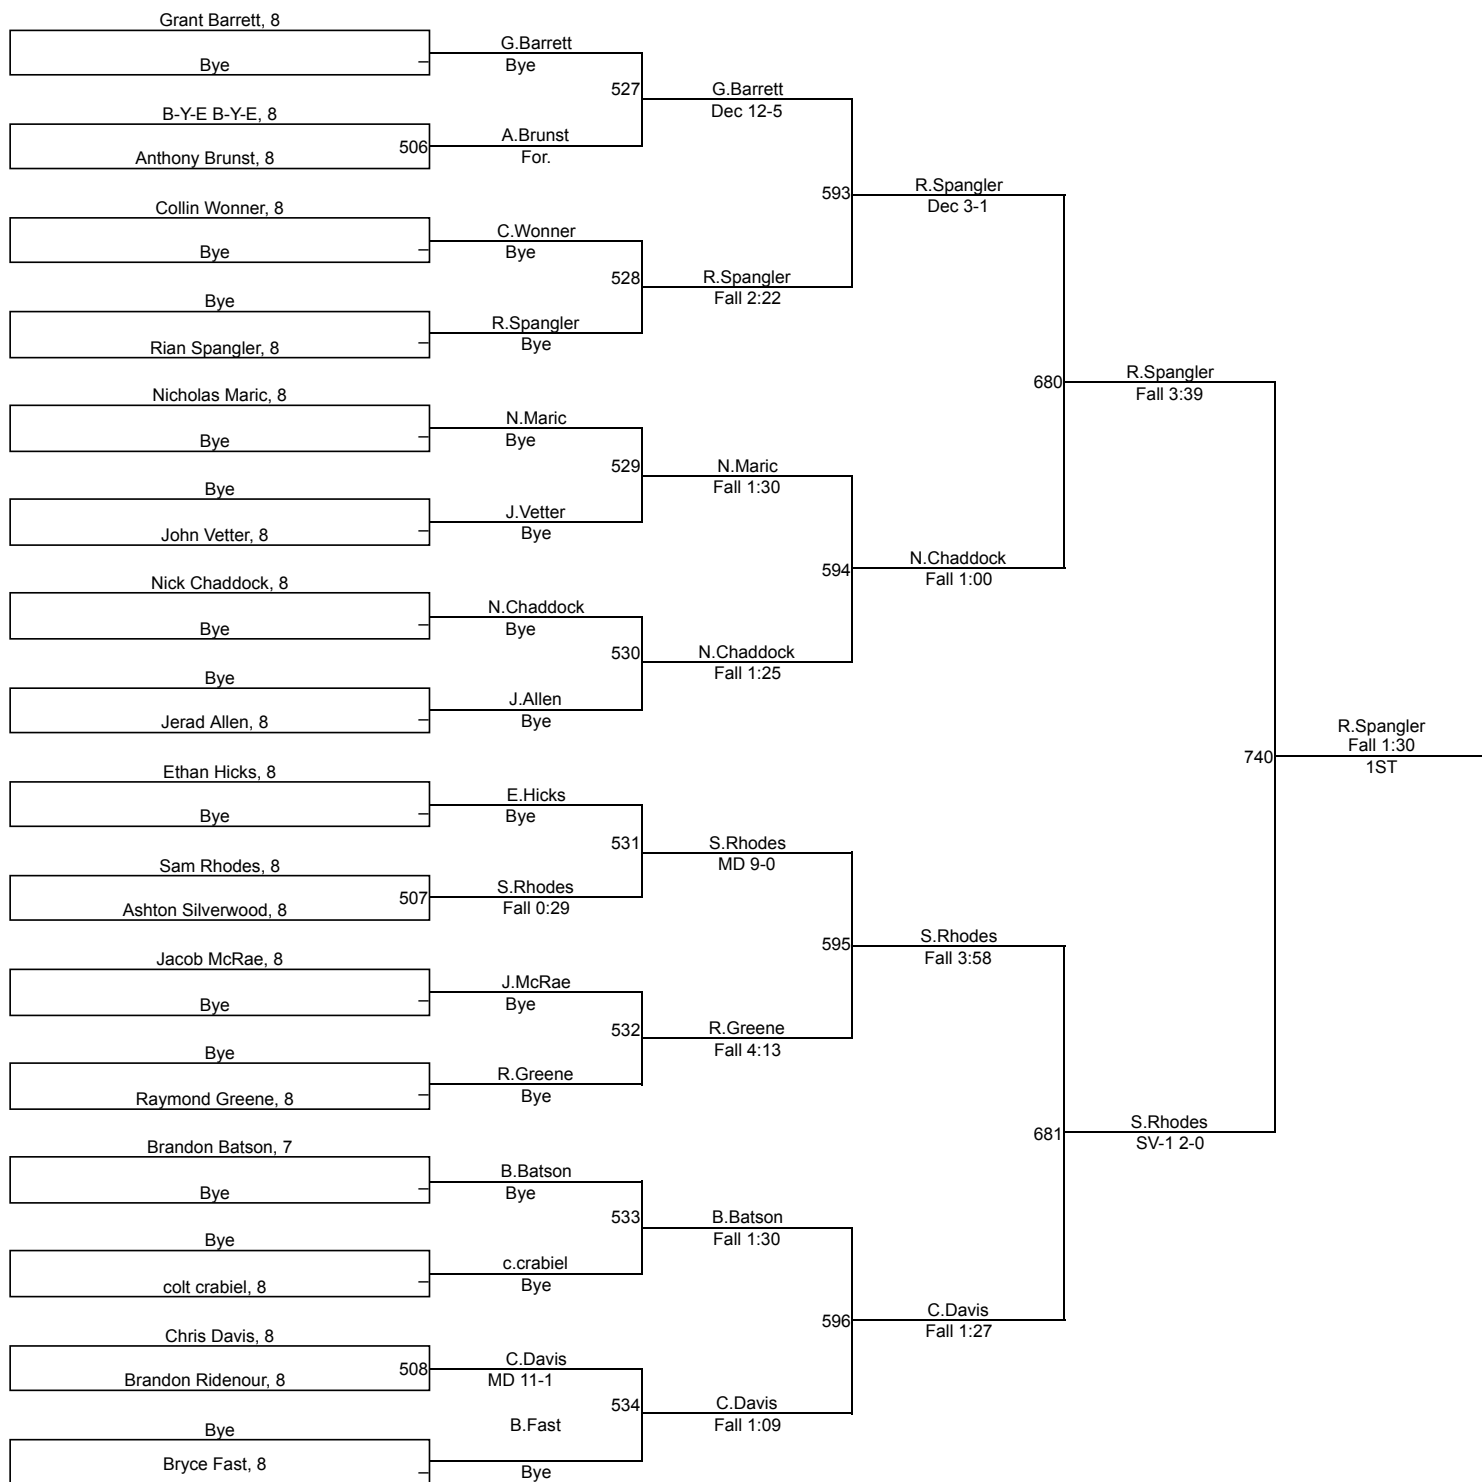 Grant Barrett, 8
Bye
G.Barrett
Bye
527
G.Barrett
Dec 12-5
B-Y-E B-Y-E, 8
Anthony Brunst, 8
506
A.Brunst
For.
593
R.Spangler
Dec 3-1
Collin Wonner, 8
Bye
C.Wonner
Bye
528
R.Spangler
Fall 2:22
Bye
Rian Spangler, 8
R.Spangler
Bye
680
R.Spangler
Fall 3:39
Nicholas Maric, 8
Bye
N.Maric
Bye
529
N.Maric
Fall 1:30
Bye
John Vetter, 8
J.Vetter
Bye
594
N.Chaddock
Fall 1:00
Nick Chaddock, 8
Bye
N.Chaddock
Bye
530
N.Chaddock
Fall 1:25
Bye
Jerad Allen, 8
J.Allen
Bye
740
R.Spangler
Fall 1:30
1ST
Ethan Hicks, 8
Bye
E.Hicks
Bye
531
S.Rhodes
MD 9-0
Sam Rhodes, 8
Ashton Silverwood, 8
507
S.Rhodes
Fall 0:29
595
S.Rhodes
Fall 3:58
Jacob McRae, 8
Bye
J.McRae
Bye
532
R.Greene
Fall 4:13
Bye
Raymond Greene, 8
R.Greene
Bye
681
S.Rhodes
SV-1 2-0
Brandon Batson, 7
Bye
B.Batson
Bye
533
B.Batson
Fall 1:30
Bye
colt crabiel, 8
c.crabiel
Bye
596
C.Davis
Fall 1:27
Chris Davis, 8
Brandon Ridenour, 8
508
C.Davis
MD 11-1
534
C.Davis
Fall 1:09
Bye
Bryce Fast, 8
B.Fast
Bye